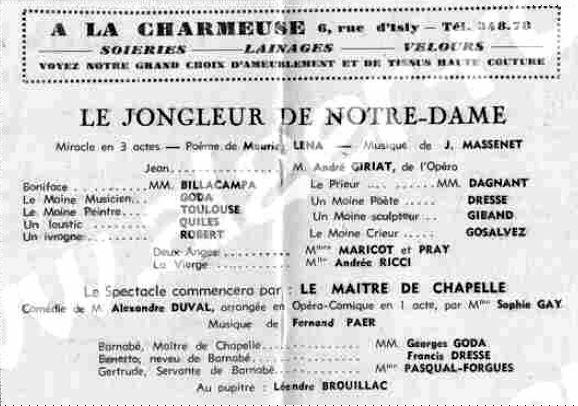 A LA CHARMEUSE 6, rue d'Isly — Tél. 348.78
SOIERIES — LAINAGES — VELOURS
VOYEZ NOTRE GRAND CHOIX D'AMEUBLEMENT ET DE TISSUS HAUTE COUTURE
LE JONGLEUR DE NOTRE-DAME
Miracle en 3 actes — Poème de Maurice LENA — Musique de J. MASSENET
Jean .................... M. André GIRIAT, de l'Opéro
Boniface ............ MM. BILLACAMPA
Le Moine Musicien... GODA
Le Moine Peintre.... TOULOUSE
Un loustic ............ QUILES
Un ivrogne............ ROBERT
Le Prieur .... ...... MM. DAGNANT
Un Moine Poète ...... DRESSE
Un Moine sculpteur ... GIBAND
Le Moine Crieur ..... GOSALVEZ
Deux Anges ............ Mmes MARICOT et PRAY
La Vierge ............ Mlle Andrée RICCI
Le Spectacle commencera par : LE MAITRE DE CHAPELLE
Comédie de M. Alexandre DUVAL, arrangée en Opéra-Comique en 1 acte, par Mme Sophie GAY
Musique de Fernand PAER
Barnabé, Maître de Chapelle................ MM. Georges GODA
Benetto, neveu de Barnabé................ Francis DRESSE
Gertrude, Servante de Barnabé............ Mme PASQUAL-FORGUES
Au pupitre : Léandre BROUILLAC